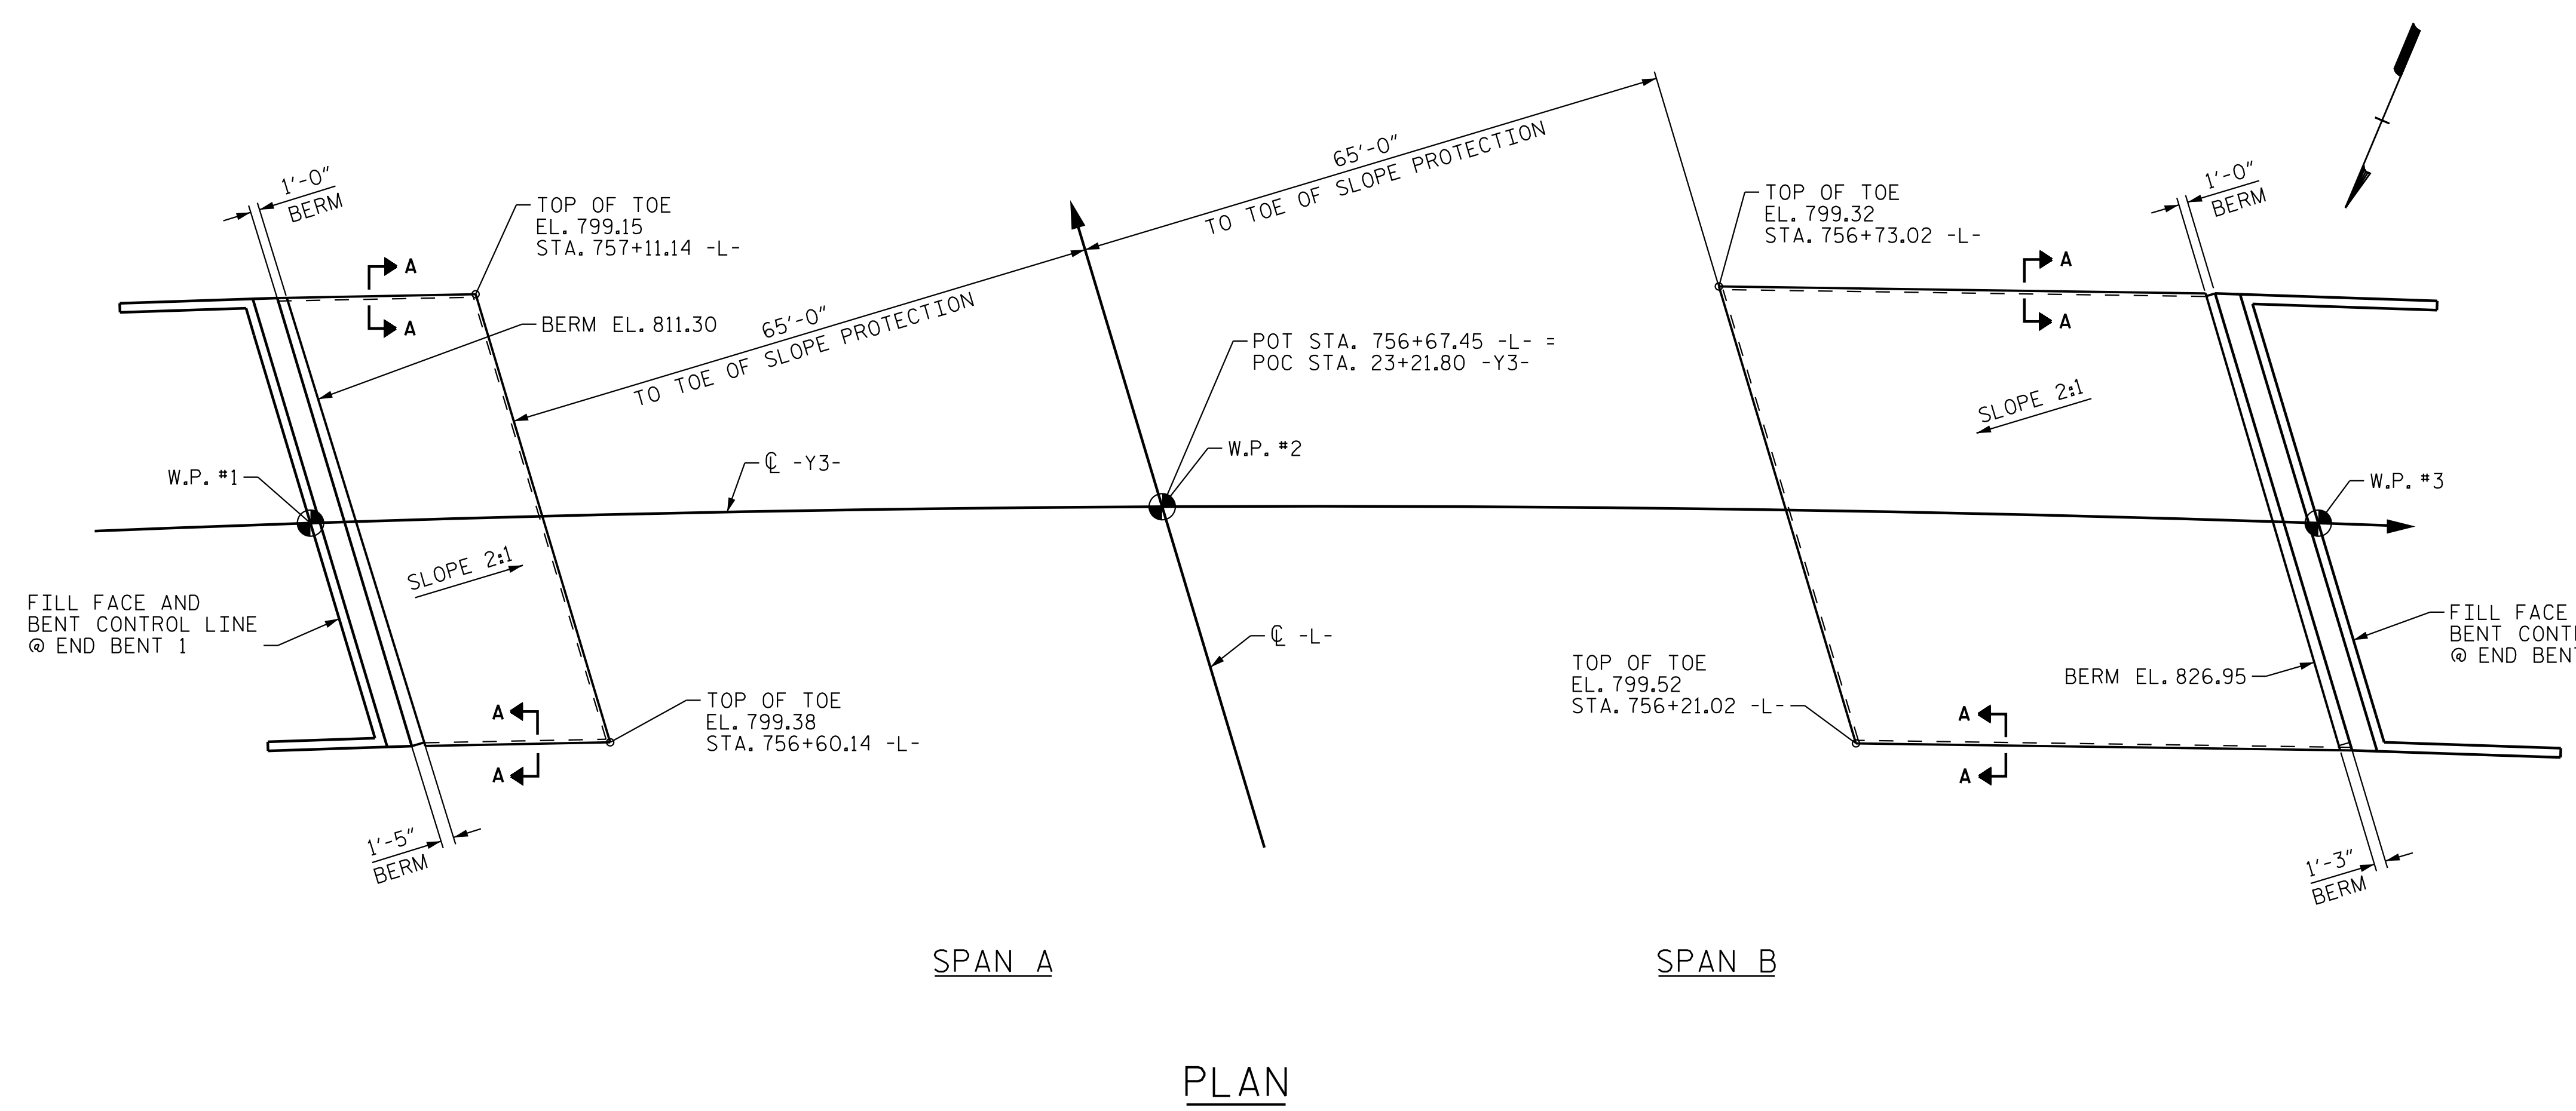 1'-0"
BERM
TOP OF TOE
EL. 799.15
STA. 757+11.14 -L-
A
A
BERM EL. 811.30
65'-0"
TO TOE OF SLOPE PROTECTION
65'-0"
TO TOE OF SLOPE PROTECTION
TOP OF TOE
EL. 799.32
STA. 756+73.02 -L-
1'-0"
BERM
A
A
POT STA. 756+67.45 -L- =
POC STA. 23+21.80 -Y3-
SLOPE 2:1
W.P. #1
℄ -Y3-
W.P. #2
W.P. #3
SLOPE 2:1
FILL FACE AND
BENT CONTROL LINE
@ END BENT 1
℄ -L-
FILL FACE
BENT CONT
@ END BEN
TOP OF TOE
EL. 799.52
STA. 756+21.02 -L-
BERM EL. 826.95
TOP OF TOE
EL. 799.38
STA. 756+60.14 -L-
A
A
A
A
1'-5"
BERM
1'-3"
BERM
SPAN A
SPAN B
PLAN